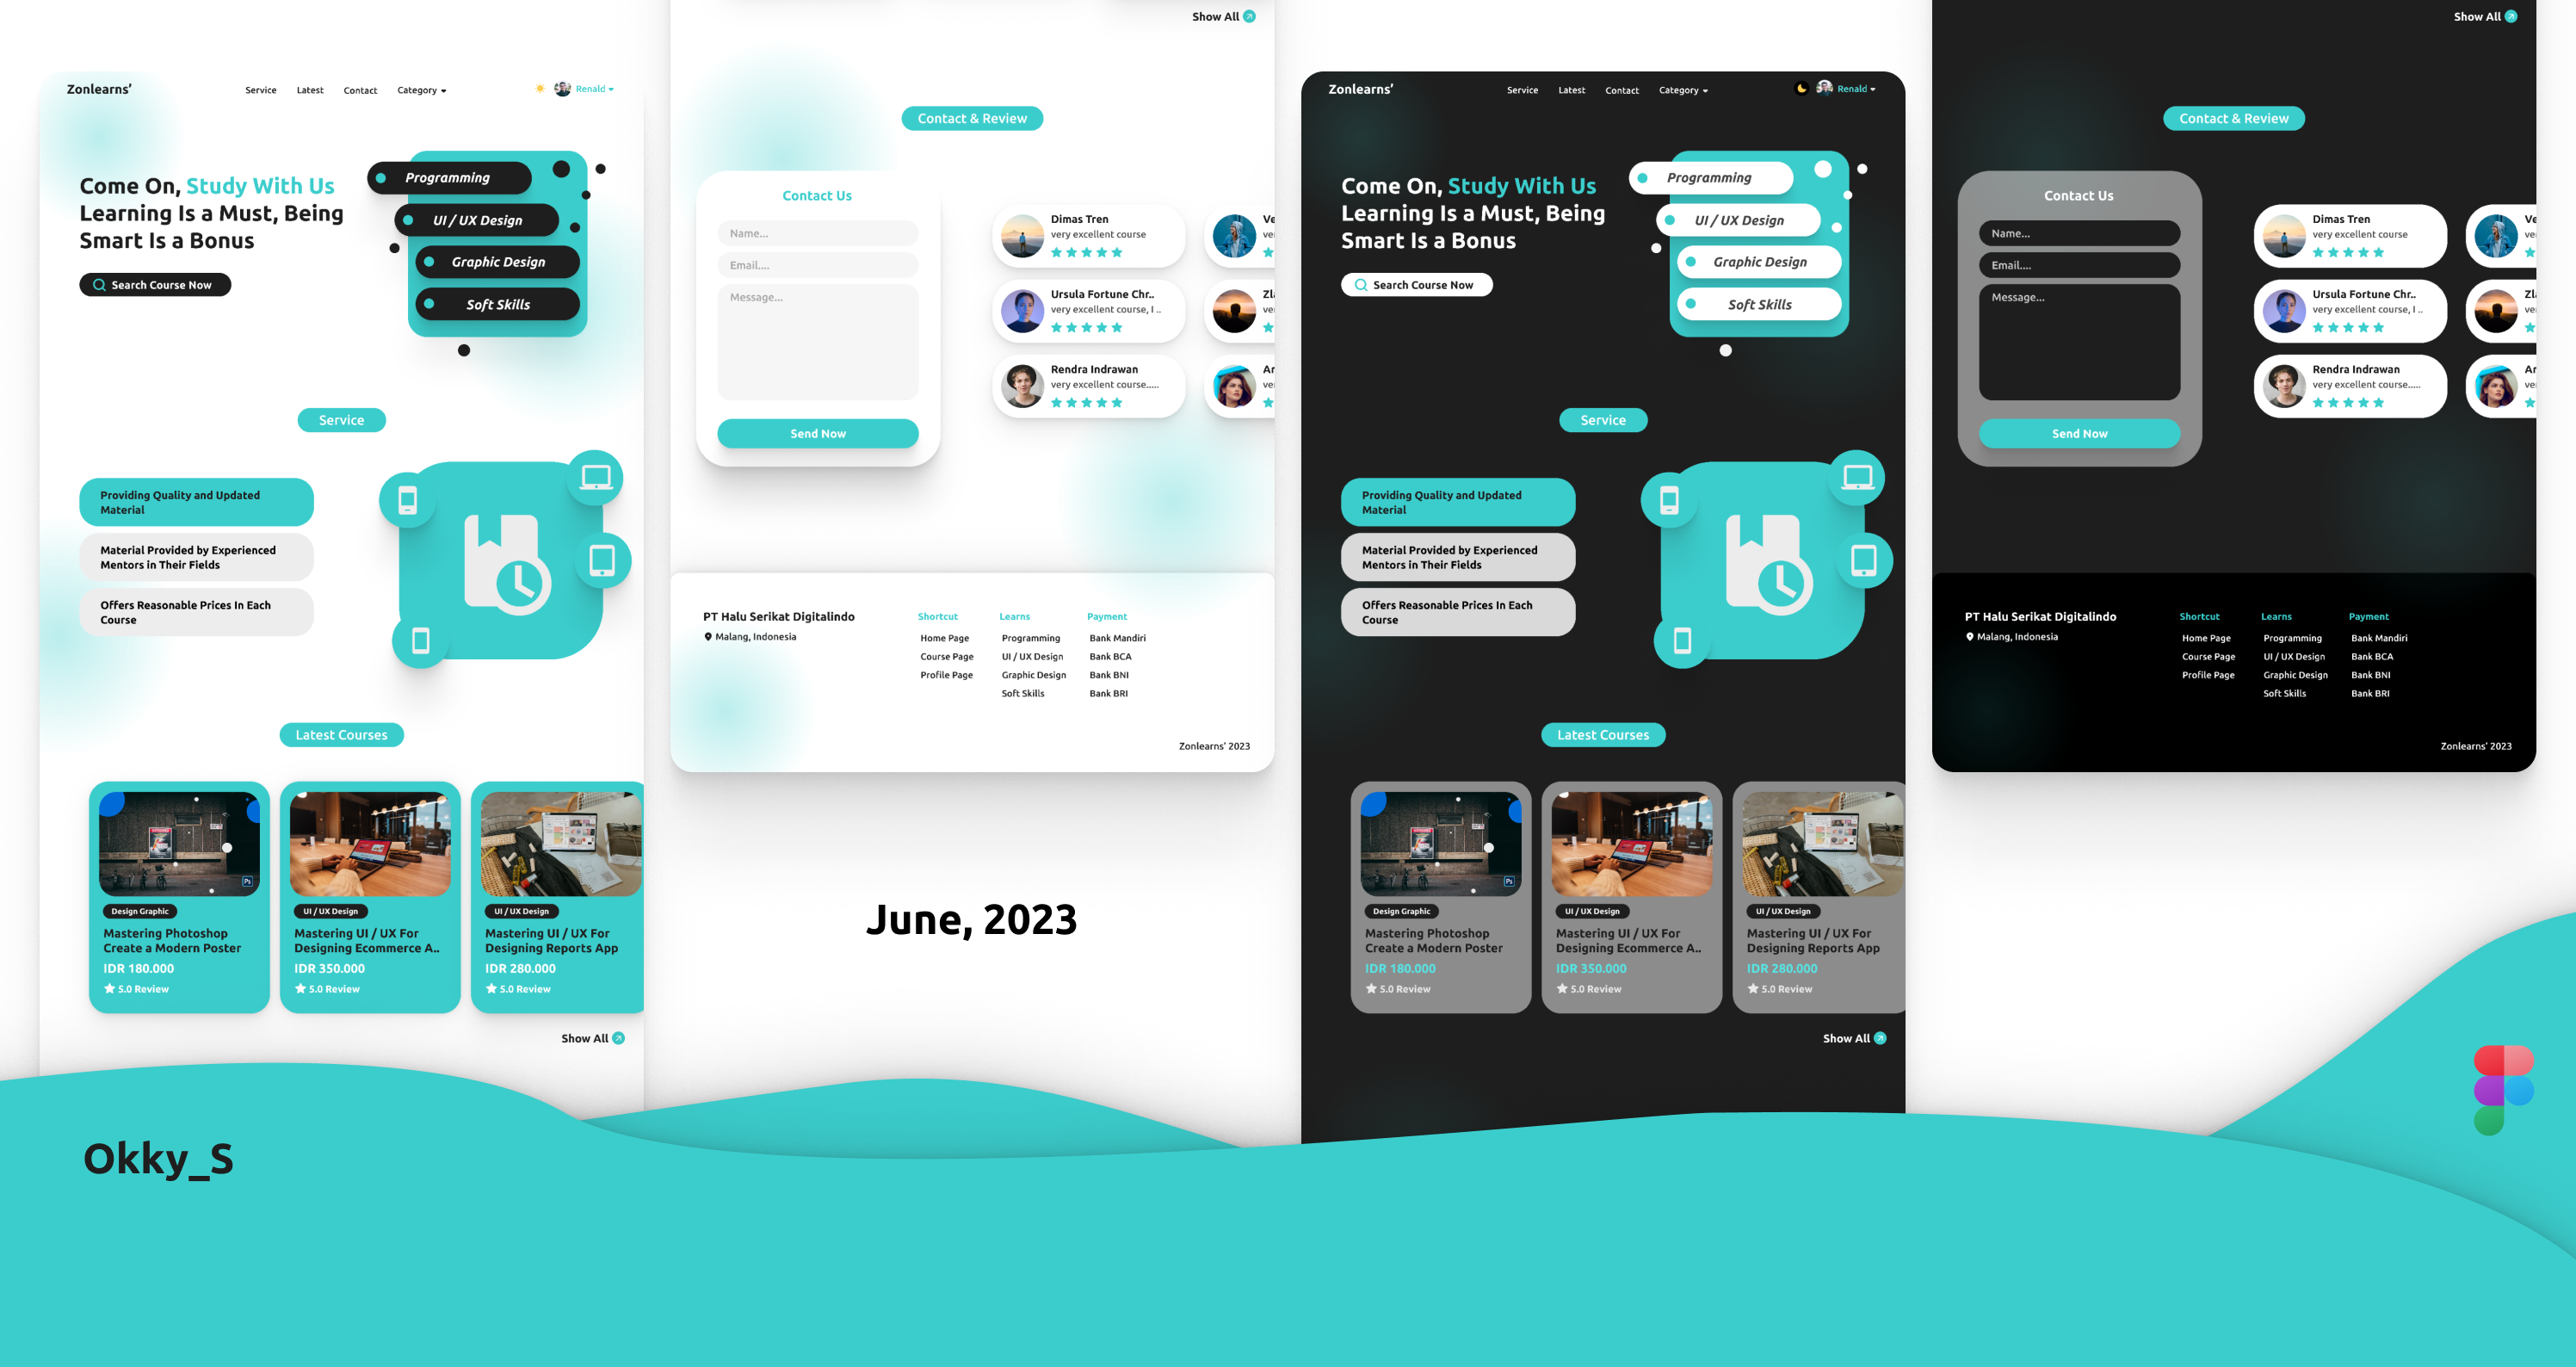 Zonlearns'
Service
Latest
Contact
Category
Renald
Come On, Study With Us
Learning Is a Must, Being
Smart Is a Bonus
Search Course Now
Programming
UI / UX Design
Graphic Design
Soft Skills
Service
Providing Quality and Updated
Material
Material Provided by Experienced
Mentors in Their Fields
Offers Reasonable Prices In Each
Course
Latest Courses
Ps
Design Graphic
Mastering Photoshop
Create a Modern Poster
IDR 180.000
5.0 Review
UI / UX Design
Mastering UI / UX For
Designing Ecommerce A..
IDR 350.000
5.0 Review
UI / UX Design
Mastering UI / UX For
Designing Reports App
IDR 280.000
5.0 Review
Show All
Show All
Contact & Review
Contact Us
Name...
Email....
Message...
Send Now
Dimas Tren
very excellent course
Ursula Fortune Chr..
very excellent course, I ..
Rendra Indrawan
very excellent course.....
Ve
ve
Zla
ve
Ar
ve
PT Halu Serikat Digitalindo
Malang, Indonesia
Shortcut
Home Page
Course Page
Profile Page
Learns
Programming
UI / UX Design
Graphic Design
Soft Skills
Payment
Bank Mandiri
Bank BCA
Bank BNI
Bank BRI
Zonlearns' 2023
June, 2023
Zonlearns'
Service
Latest
Contact
Category
Renald
Come On, Study With Us
Learning Is a Must, Being
Smart Is a Bonus
Search Course Now
Programming
UI / UX Design
Graphic Design
Soft Skills
Service
Providing Quality and Updated
Material
Material Provided by Experienced
Mentors in Their Fields
Offers Reasonable Prices In Each
Course
Latest Courses
Ps
Design Graphic
Mastering Photoshop
Create a Modern Poster
IDR 180.000
5.0 Review
UI / UX Design
Mastering UI / UX For
Designing Ecommerce A..
IDR 350.000
5.0 Review
UI / UX Design
Mastering UI / UX For
Designing Reports App
IDR 280.000
5.0 Review
Show All
Show All
Contact & Review
Contact Us
Name...
Email....
Message...
Send Now
Dimas Tren
very excellent course
Ursula Fortune Chr..
very excellent course, I ..
Rendra Indrawan
very excellent course.....
Ve
ve
Zla
ve
Ar
ve
PT Halu Serikat Digitalindo
Malang, Indonesia
Shortcut
Home Page
Course Page
Profile Page
Learns
Programming
UI / UX Design
Graphic Design
Soft Skills
Payment
Bank Mandiri
Bank BCA
Bank BNI
Bank BRI
Zonlearns' 2023
Okky_S